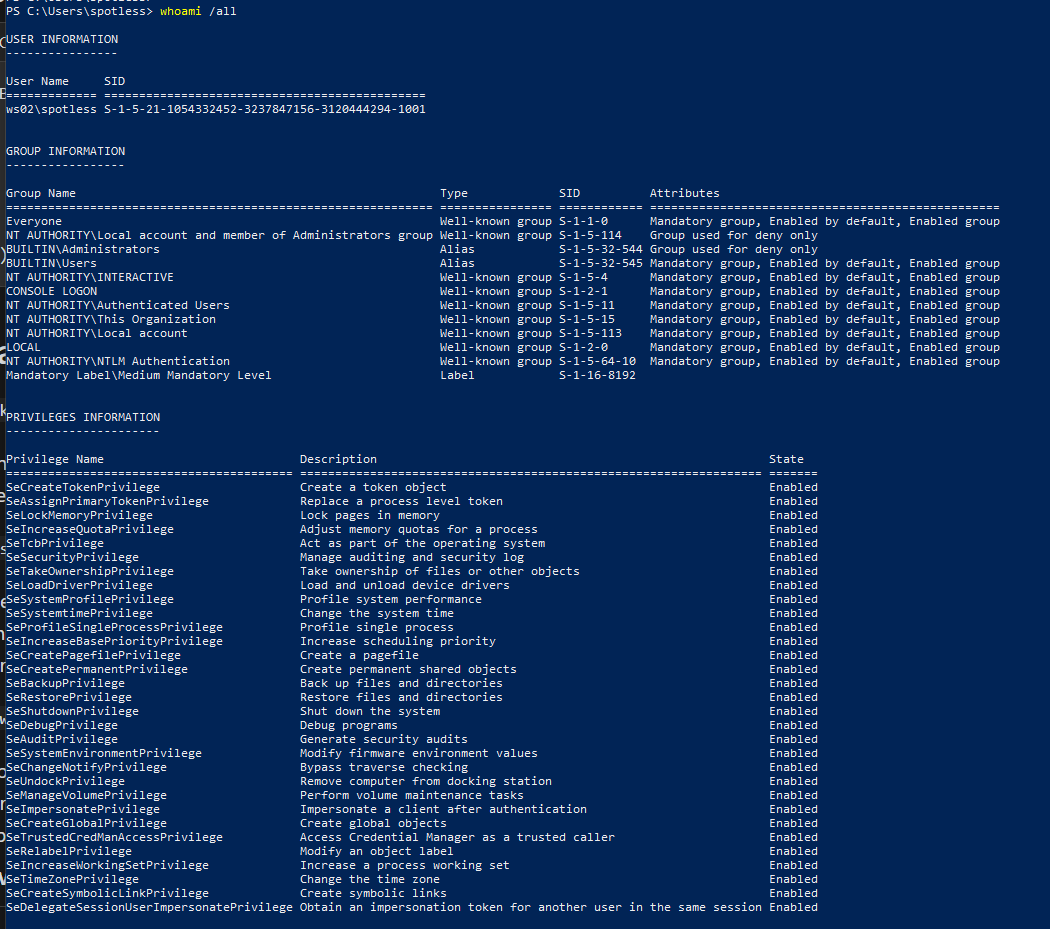 PS C:\Users\spotless> whoami /all
USER INFORMATION
----------------
User Name     SID
============= ==============================================
ws02\spotless S-1-5-21-1054332452-3237847156-3120444294-1001
GROUP INFORMATION
-----------------
Group Name                                                    Type             SID          Attributes
============================================================= ================ ============ ==================================================
Everyone                                                      Well-known group S-1-1-0      Mandatory group, Enabled by default, Enabled group
NT AUTHORITY\Local account and member of Administrators group Well-known group S-1-5-114    Group used for deny only
BUILTIN\Administrators                                        Alias            S-1-5-32-544 Group used for deny only
BUILTIN\Users                                                 Alias            S-1-5-32-545 Mandatory group, Enabled by default, Enabled group
NT AUTHORITY\INTERACTIVE                                      Well-known group S-1-5-4      Mandatory group, Enabled by default, Enabled group
CONSOLE LOGON                                                 Well-known group S-1-2-1      Mandatory group, Enabled by default, Enabled group
NT AUTHORITY\Authenticated Users                              Well-known group S-1-5-11     Mandatory group, Enabled by default, Enabled group
NT AUTHORITY\This Organization                                Well-known group S-1-5-15     Mandatory group, Enabled by default, Enabled group
NT AUTHORITY\Local account                                    Well-known group S-1-5-113    Mandatory group, Enabled by default, Enabled group
LOCAL                                                         Well-known group S-1-2-0      Mandatory group, Enabled by default, Enabled group
NT AUTHORITY\NTLM Authentication                              Well-known group S-1-5-64-10  Mandatory group, Enabled by default, Enabled group
Mandatory Label\Medium Mandatory Level                        Label            S-1-16-8192
PRIVILEGES INFORMATION
----------------------
Privilege Name                            Description                                                        State
========================================= ================================================================== =======
SeCreateTokenPrivilege                    Create a token object                                              Enabled
SeAssignPrimaryTokenPrivilege             Replace a process level token                                      Enabled
SeLockMemoryPrivilege                     Lock pages in memory                                               Enabled
SeIncreaseQuotaPrivilege                  Adjust memory quotas for a process                                 Enabled
SeTcbPrivilege                            Act as part of the operating system                                Enabled
SeSecurityPrivilege                       Manage auditing and security log                                   Enabled
SeTakeOwnershipPrivilege                  Take ownership of files or other objects                           Enabled
SeLoadDriverPrivilege                     Load and unload device drivers                                     Enabled
SeSystemProfilePrivilege                  Profile system performance                                         Enabled
SeSystemtimePrivilege                     Change the system time                                             Enabled
SeProfileSingleProcessPrivilege           Profile single process                                             Enabled
SeIncreaseBasePriorityPrivilege           Increase scheduling priority                                       Enabled
SeCreatePagefilePrivilege                 Create a pagefile                                                  Enabled
SeCreatePermanentPrivilege                Create permanent shared objects                                    Enabled
SeBackupPrivilege                         Back up files and directories                                      Enabled
SeRestorePrivilege                        Restore files and directories                                      Enabled
SeShutdownPrivilege                       Shut down the system                                               Enabled
SeDebugPrivilege                          Debug programs                                                     Enabled
SeAuditPrivilege                          Generate security audits                                           Enabled
SeSystemEnvironmentPrivilege              Modify firmware environment values                                 Enabled
SeChangeNotifyPrivilege                   Bypass traverse checking                                           Enabled
SeUndockPrivilege                         Remove computer from docking station                               Enabled
SeManageVolumePrivilege                   Perform volume maintenance tasks                                   Enabled
SeImpersonatePrivilege                    Impersonate a client after authentication                          Enabled
SeCreateGlobalPrivilege                   Create global objects                                              Enabled
SeTrustedCredManAccessPrivilege           Access Credential Manager as a trusted caller                      Enabled
SeRelabelPrivilege                        Modify an object label                                             Enabled
SeIncreaseWorkingSetPrivilege             Increase a process working set                                     Enabled
SeTimeZonePrivilege                       Change the time zone                                               Enabled
SeCreateSymbolicLinkPrivilege             Create symbolic links                                              Enabled
SeDelegateSessionUserImpersonatePrivilege Obtain an impersonation token for another user in the same session Enabled